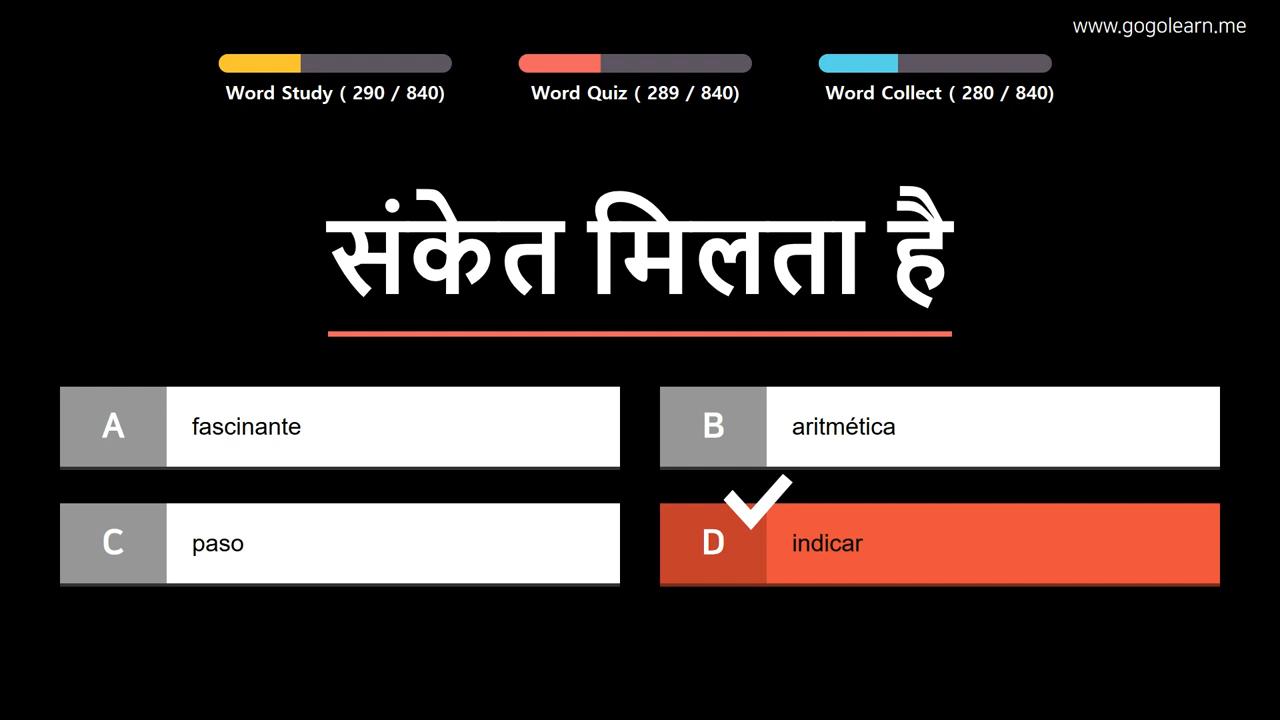 www.gogolearn.me
Word Study ( 290 / 840)
Word Quiz ( 289 / 840)
Word Collect ( 280 / 840)
संकेत मिलता है
A fascinante
B aritmética
C paso
D indicar